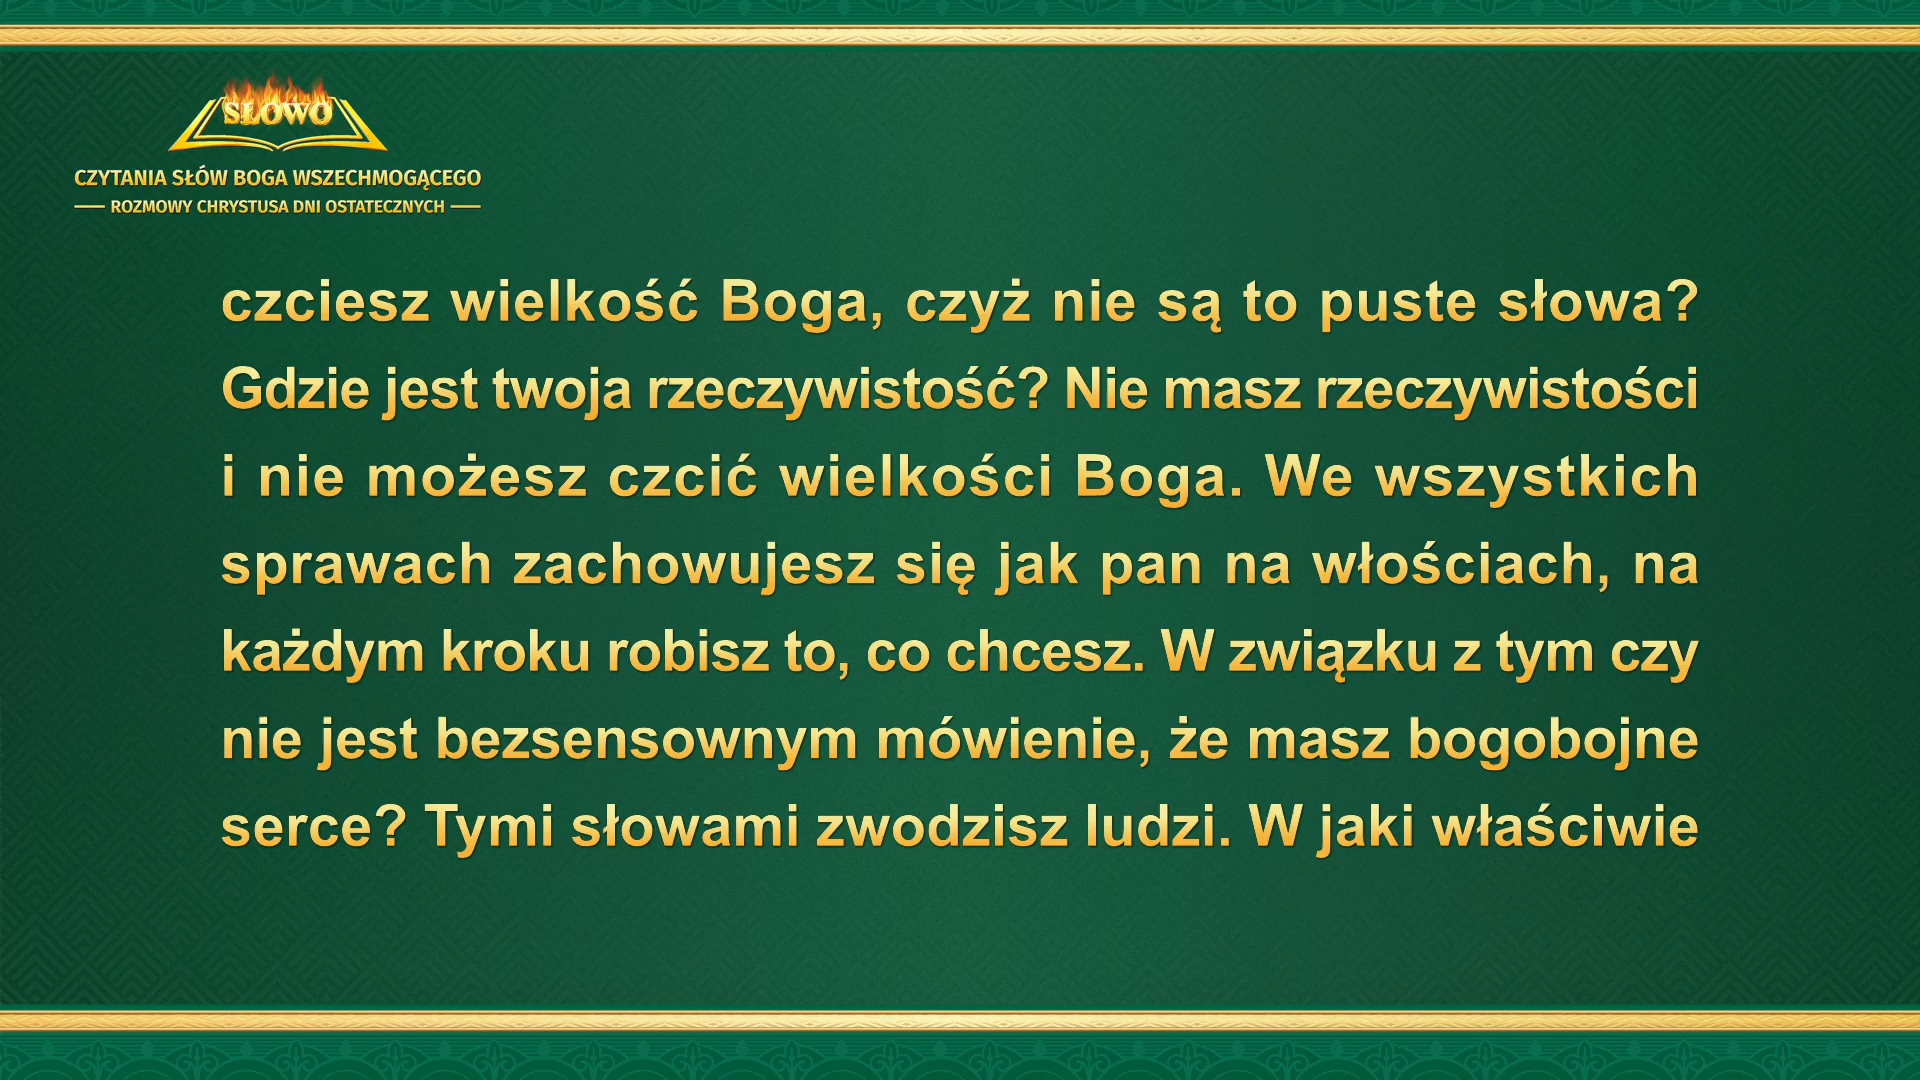 SŁOWO
CZYTANIA SŁÓW BOGA WSZECHMOGĄCEGO
ROZMOWY CHRYSTUSA DNI OSTATECZNYCH
czciesz wielkość Boga, czyż nie są to puste słowa?
Gdzie jest twoja rzeczywistość? Nie masz rzeczywistości
i nie możesz czcić wielkości Boga. We wszystkich
sprawach zachowujesz się jak pan na włościach, na
każdym kroku robisz to, co chcesz. W związku z tym czy
nie jest bezsensownym mówienie, że masz bogobojne
serce? Tymi słowami zwodzisz ludzi. W jaki właściwie